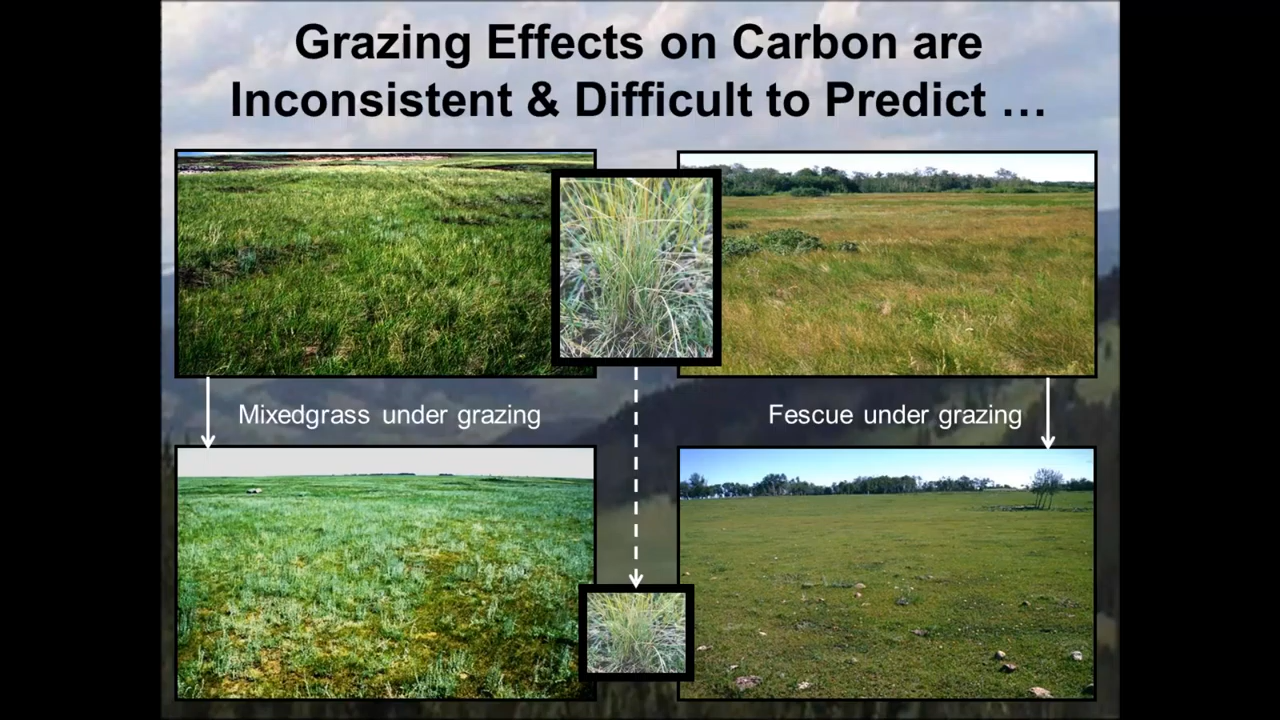 Grazing Effects on Carbon are
Inconsistent & Difficult to Predict …
Mixedgrass under grazing
Fescue under grazing